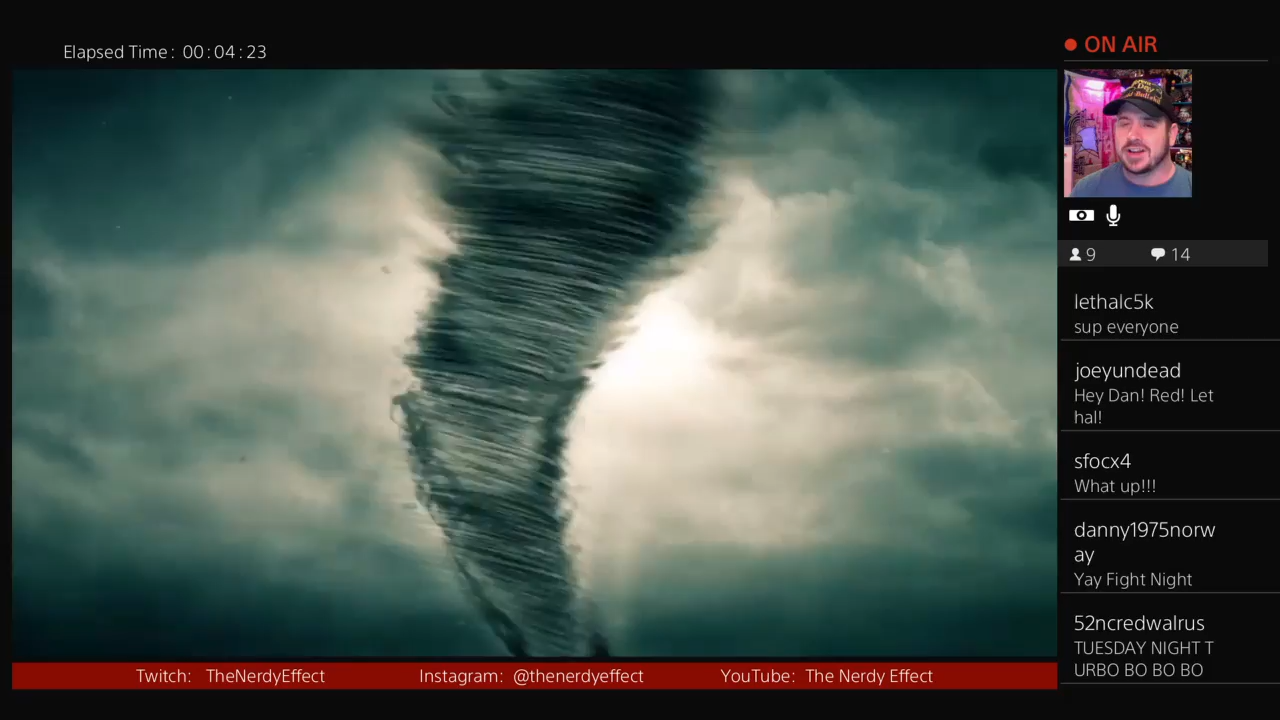 Elapsed Time: 00:04:23
ON AIR
9 14
lethalc5k
sup everyone
joeyundead
Hey Dan! Red! Let
hal!
sfocx4
What up!!!
danny1975norw
ay
Yay Fight Night
52ncredwalrus
TUESDAY NIGHT T
URBO BO BO BO
Twitch: TheNerdyEffect Instagram: @thenerdyeffect YouTube: The Nerdy Effect